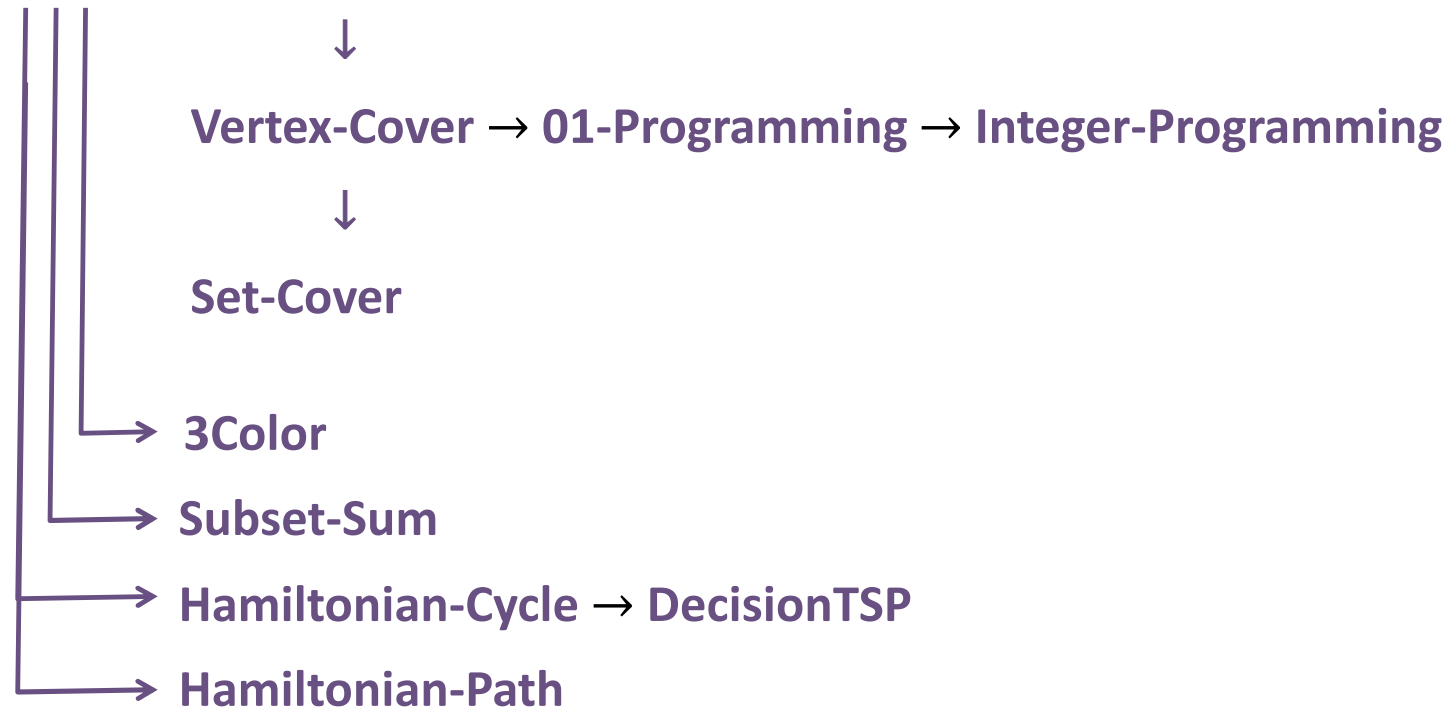 ↓
Vertex-Cover → 01-Programming → Integer-Programming
↓
Set-Cover
3Color
Subset-Sum
Hamiltonian-Cycle → DecisionTSP
Hamiltonian-Path